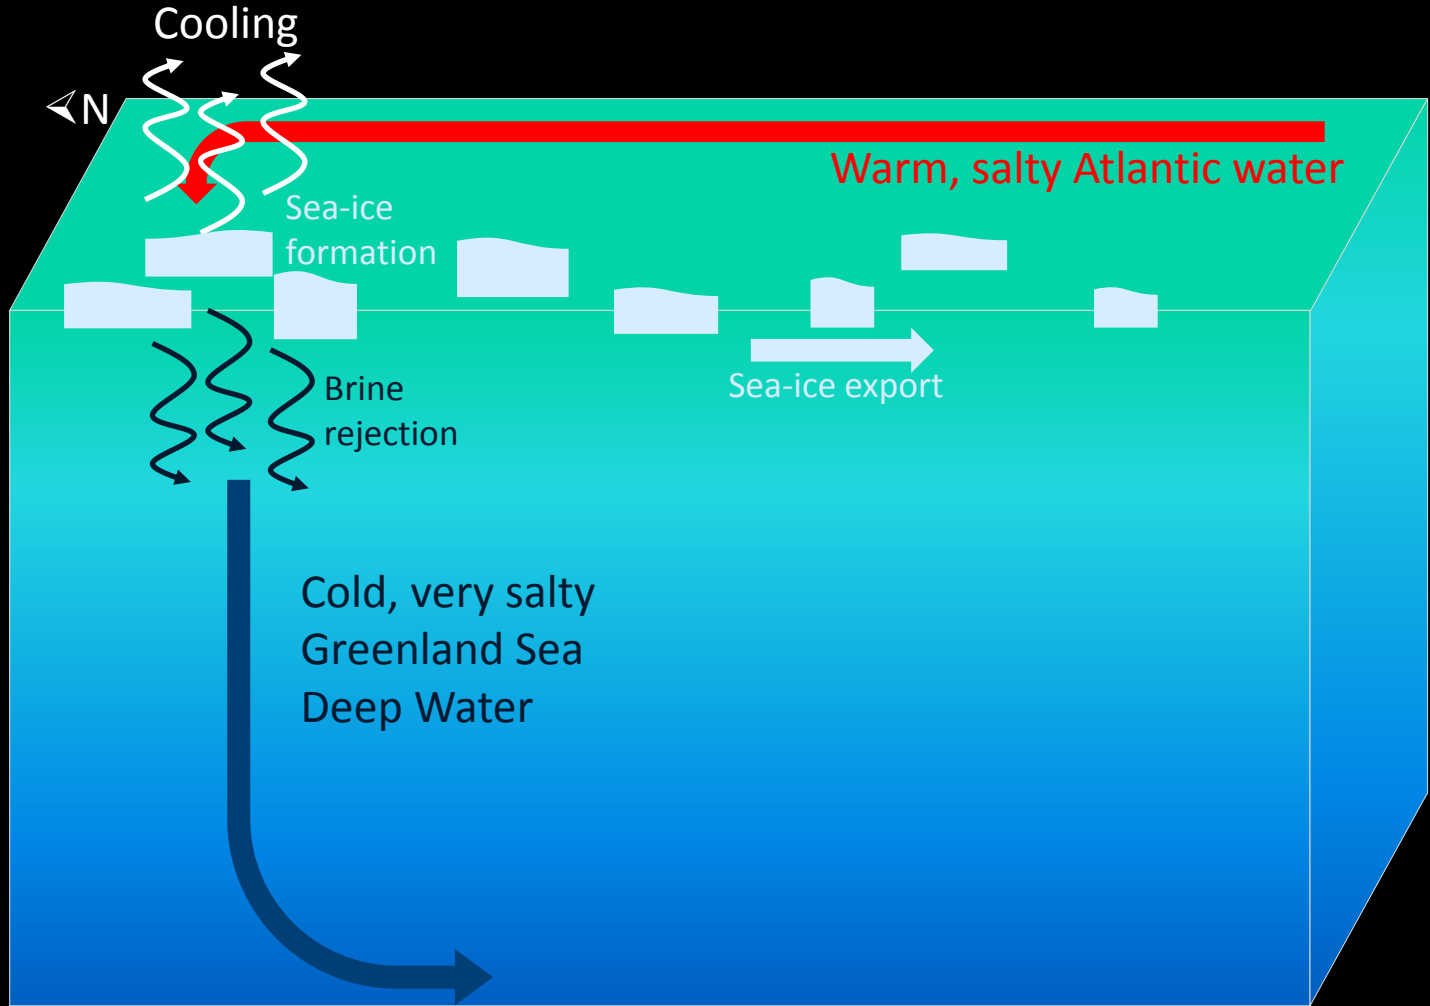 Cooling
N
Warm, salty Atlantic water
Sea-ice
formation
Sea-ice export
Brine
rejection
Cold, very salty
Greenland Sea
Deep Water